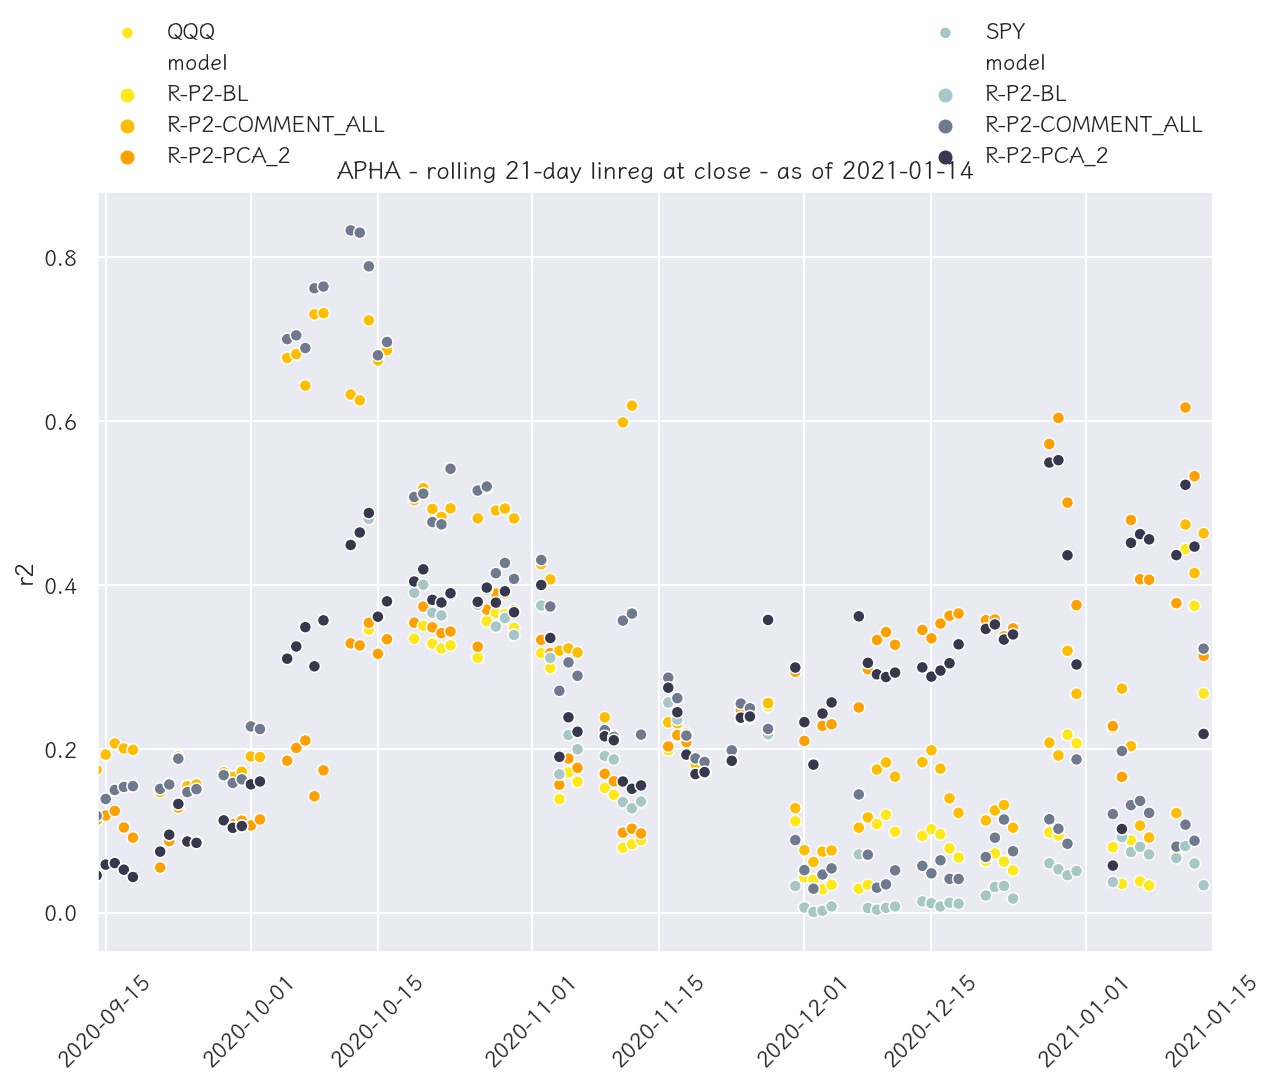 QQQ
model
R-P2-BL
R-P2-COMMENT_ALL
R-P2-PCA_2
SPY
model
R-P2-BL
R-P2-COMMENT_ALL
R-P2-PCA_2
APHA - rolling 21-day linreg at close - as of 2021-01-14
r2
0.8
0.6
0.4
0.2
0.0
2020-09-15
2020-10-01
2020-10-15
2020-11-01
2020-11-15
2020-12-01
2020-12-15
2021-01-01
2021-01-15